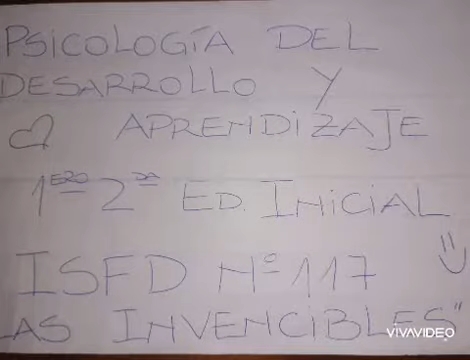 PSICOLOGÍA DEL
DESARROLLO Y
APRENDIZAJE
1ERO 2DA ED. INICIAL
ISFD Nº 117
LAS INVENCIBLES"
VIVAVIDEO